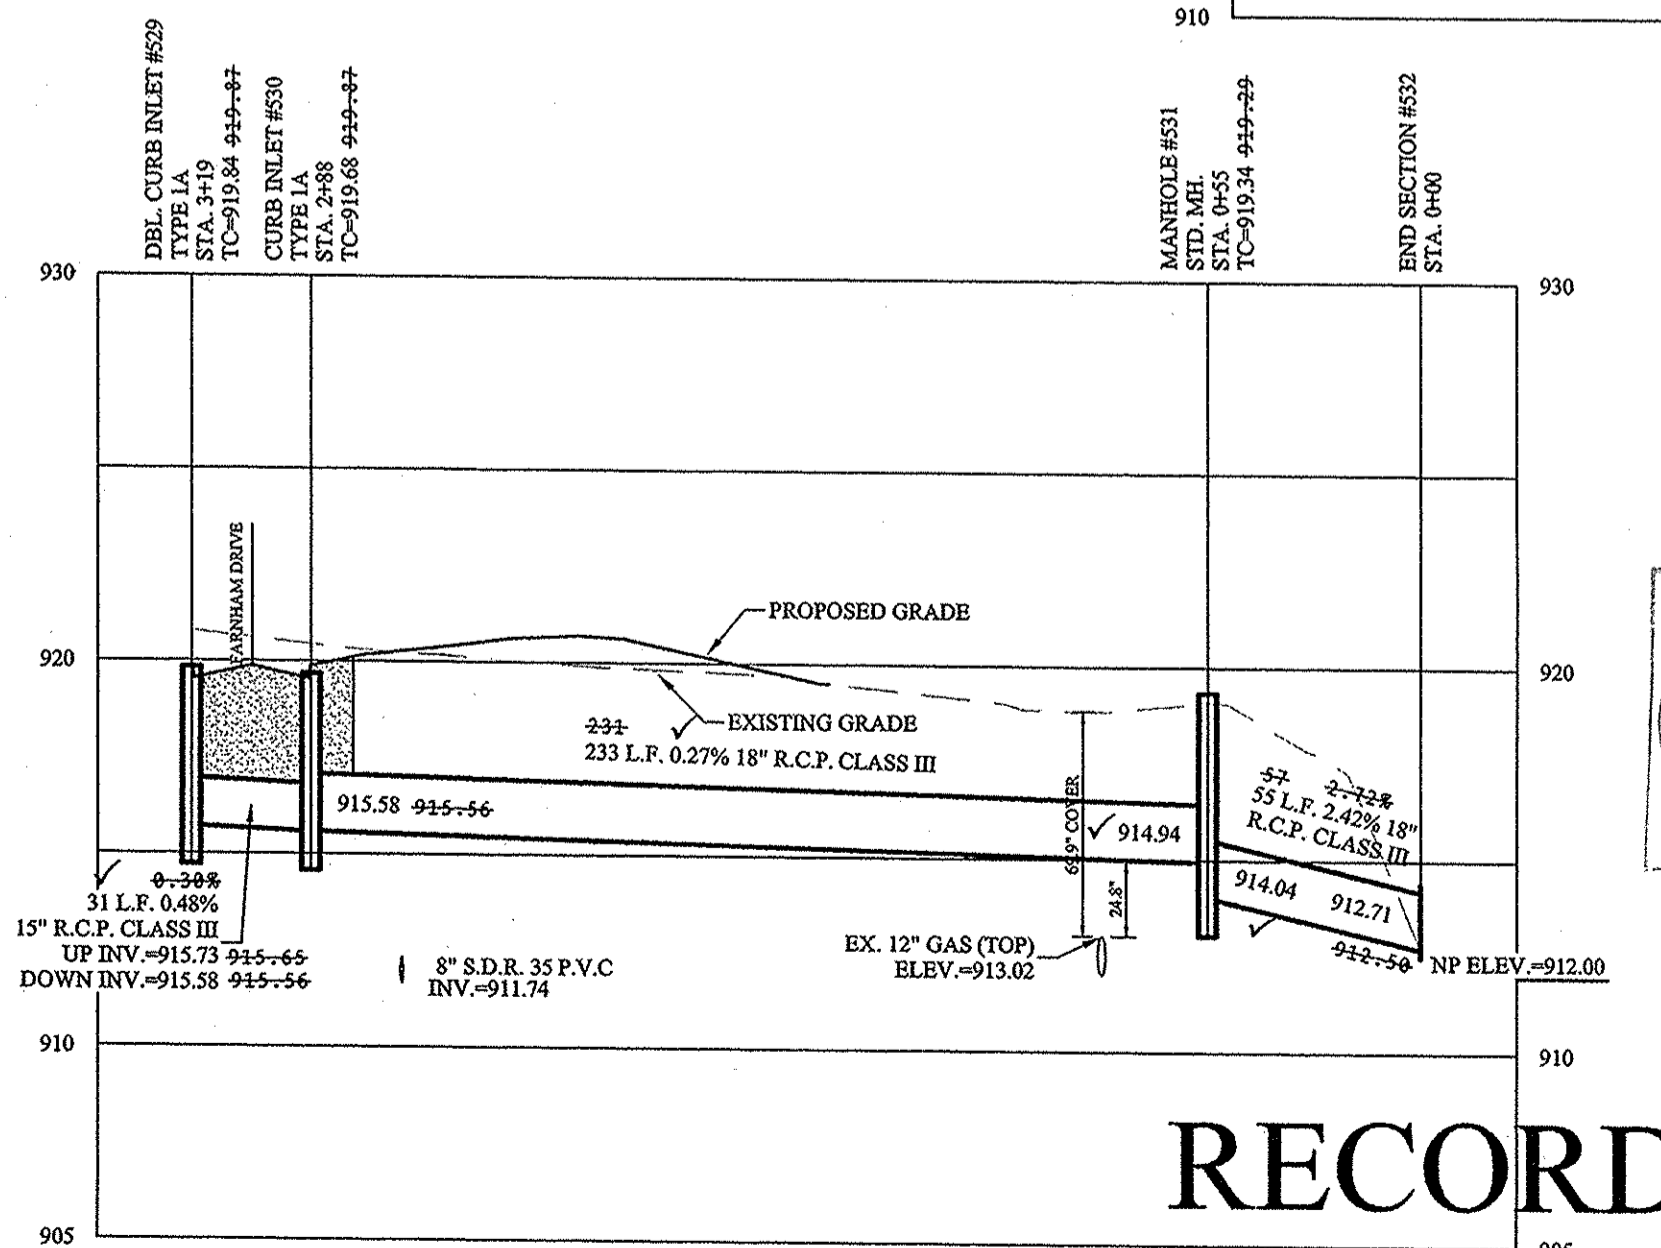 910
DBL. CURB INLET #529
TYPE 1A
STA. 3+19
TC=919.84 919.87
CURB INLET #530
TYPE 1A
STA. 2+88
TC=919.68 919.87
MANHOLE #531
STD. MH.
STA. 0+55
TC=919.34 919.29
END SECTION #532
STA. 0+00
930
930
FARNHAM DRIVE
PROPOSED GRADE
920
920
EXISTING GRADE
231
233 L.F. 0.27% 18" R.C.P. CLASS III
57 2.72%
55 L.F. 2.42% 18"
R.C.P. CLASS III
915.58 915.56
69.9" COVER
914.94
24.8"
914.04
912.71
912.50
NP ELEV.=912.00
0.30%
31 L.F. 0.48%
15" R.C.P. CLASS III
UP INV.=915.73 915.65
DOWN INV.=915.58 915.56
8" S.D.R. 35 P.V.C
INV.=911.74
EX. 12" GAS (TOP)
ELEV.=913.02
910
910
RECORD
905